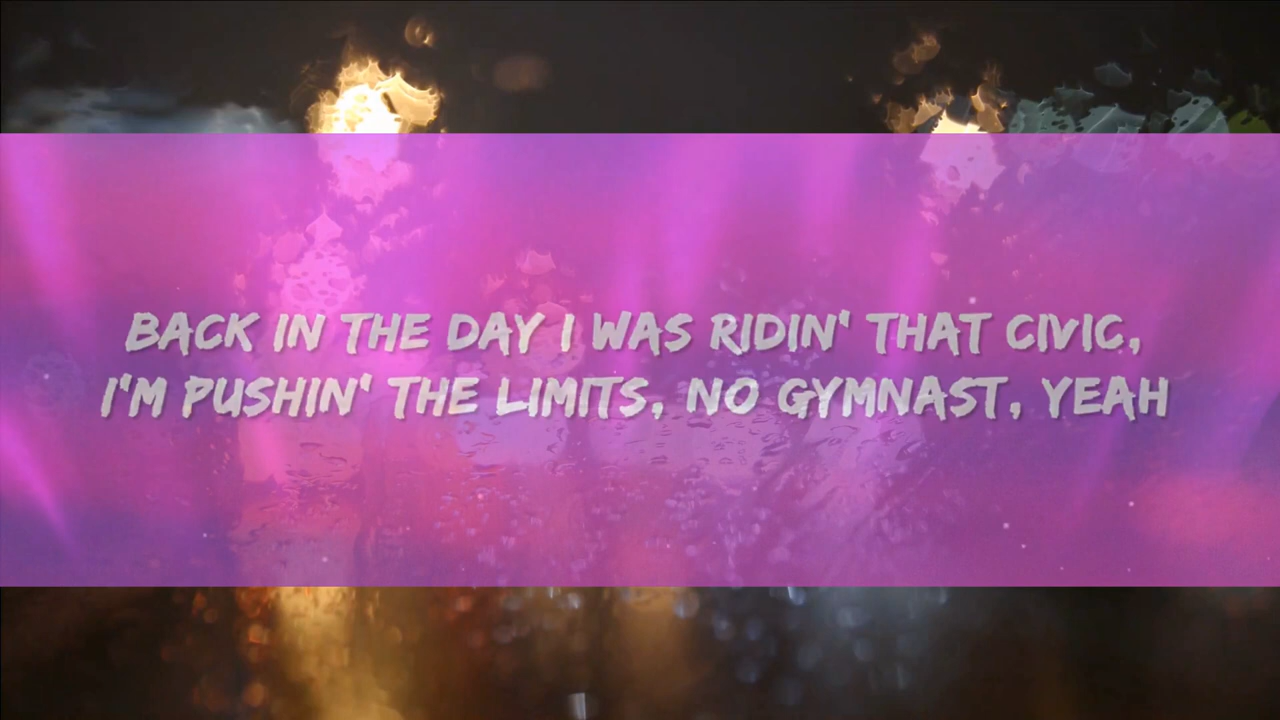 BACK IN THE DAY I WAS RIDIN' THAT CIVIC,
I'M PUSHIN' THE LIMITS, NO GYMNAST, YEAH